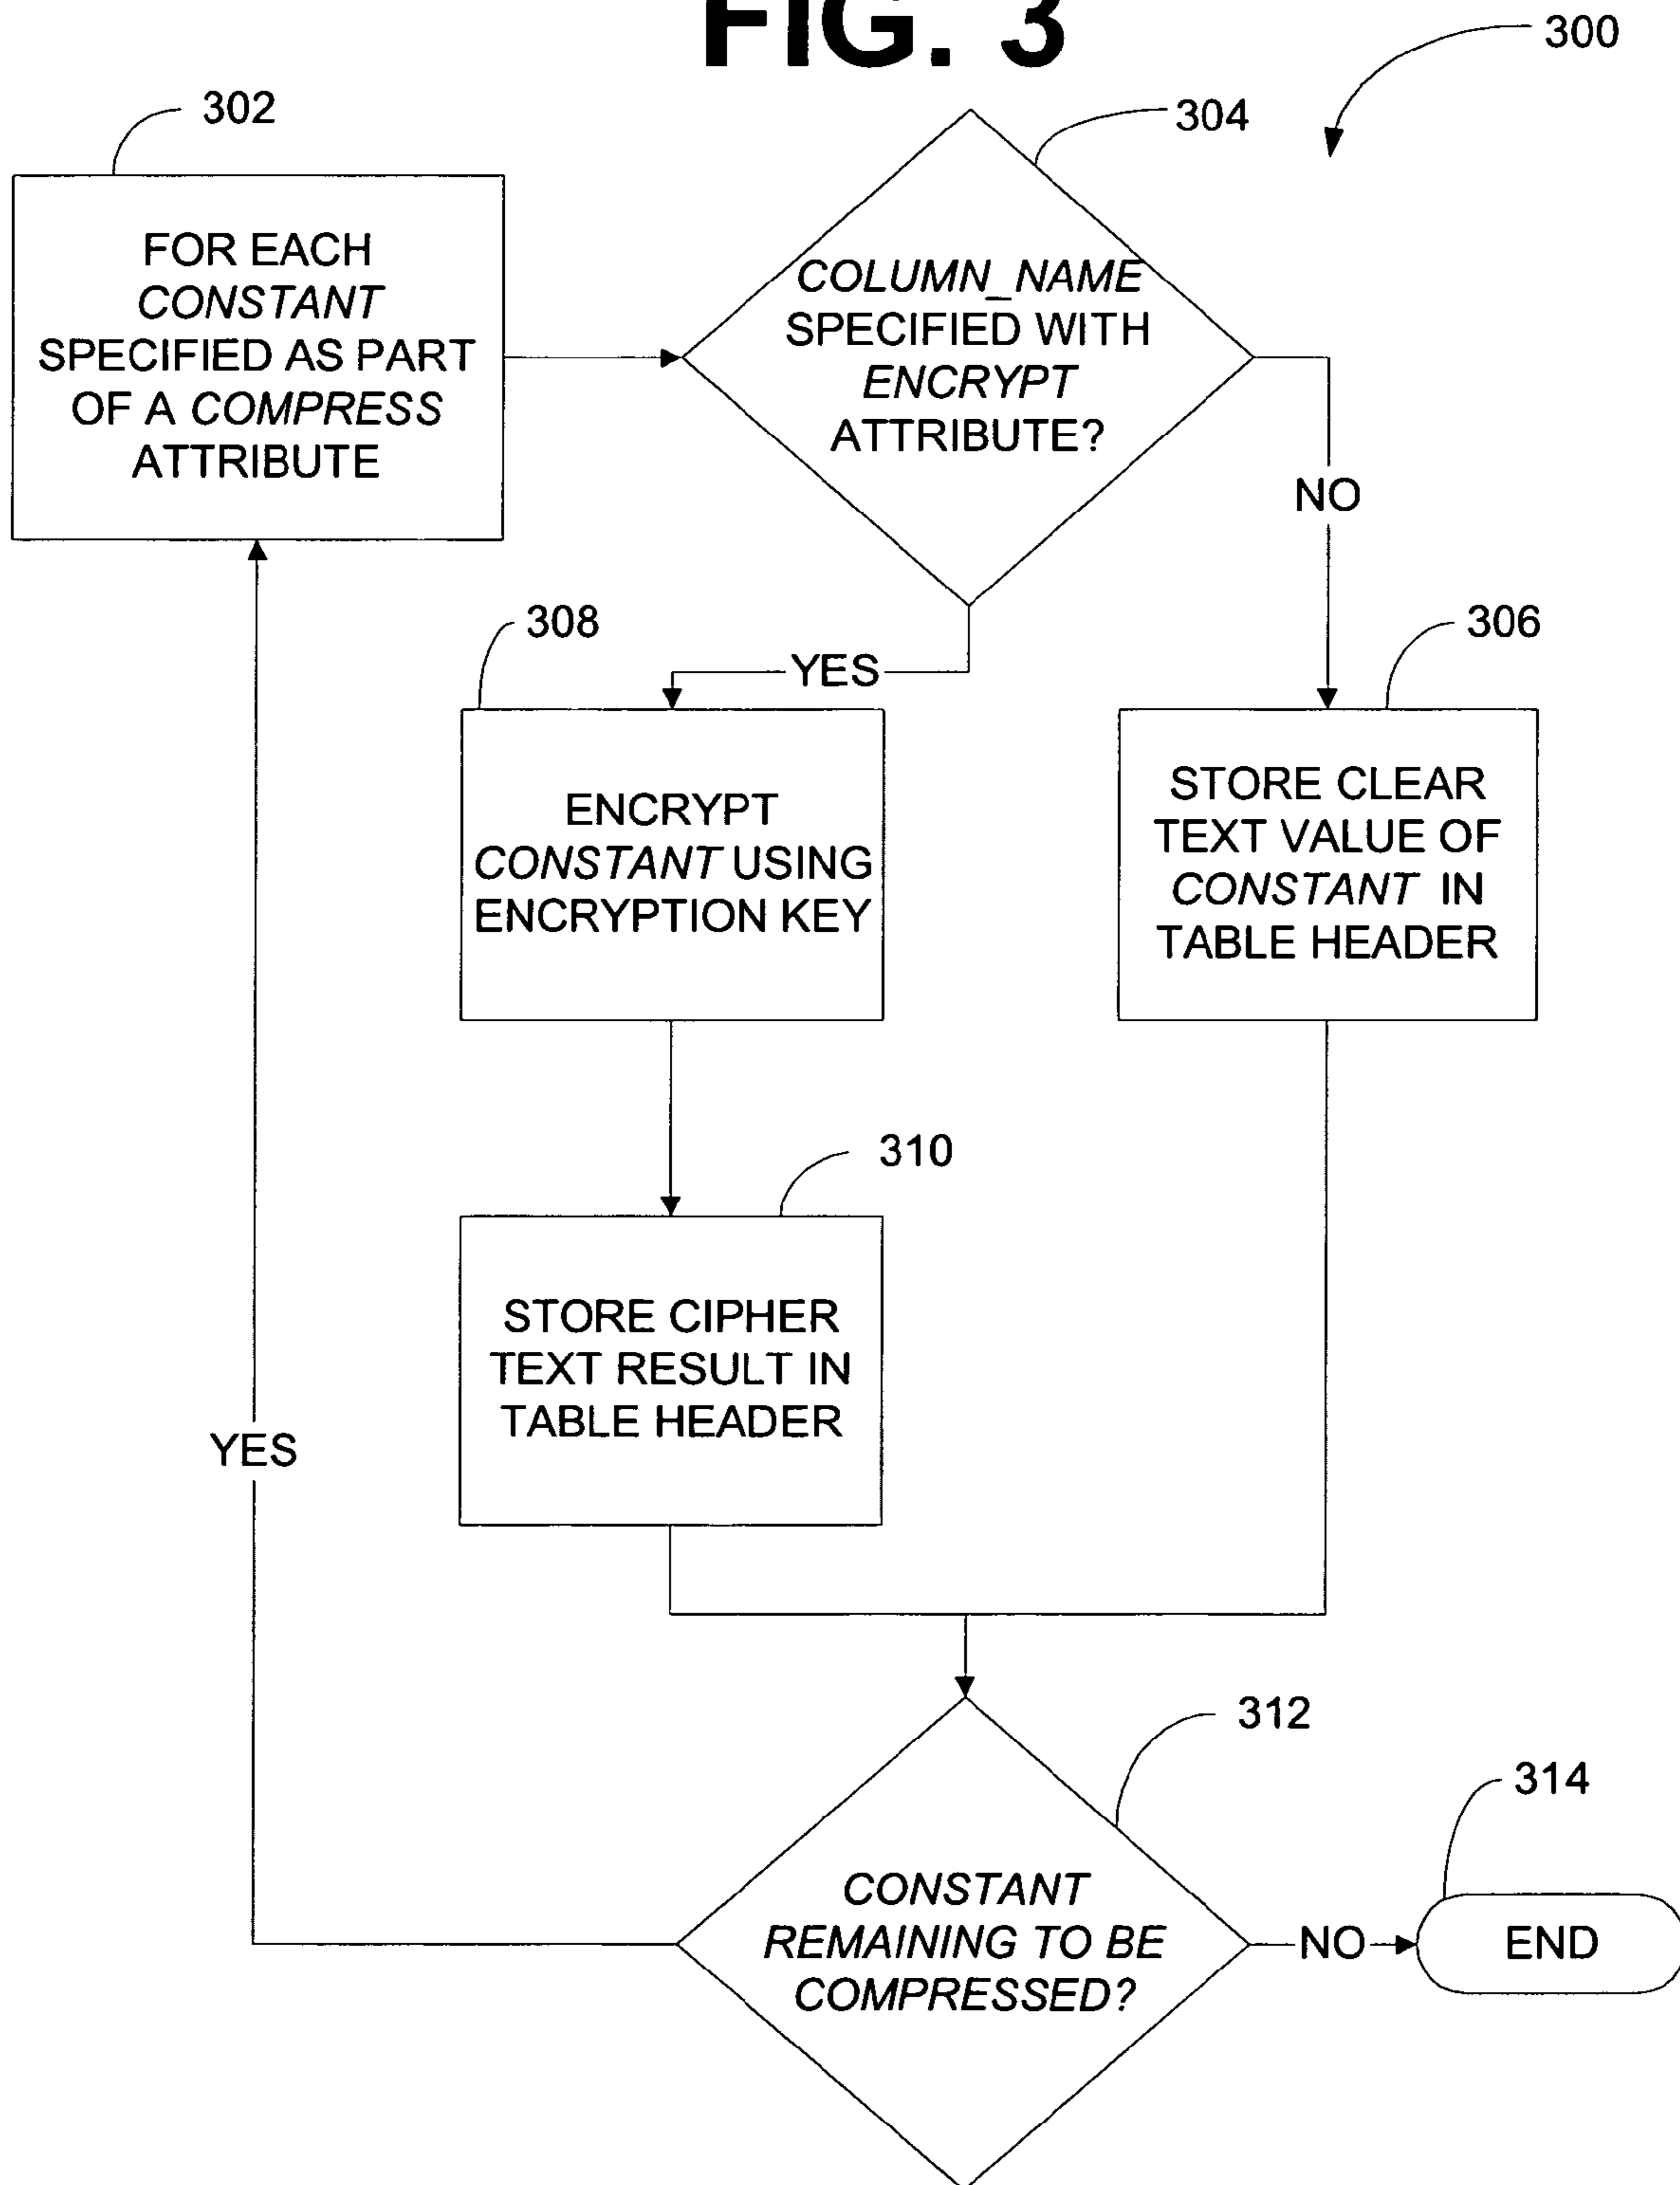 FIG. 3
300
302
FOR EACH
CONSTANT
SPECIFIED AS PART
OF A COMPRESS
ATTRIBUTE
304
COLUMN_NAME
SPECIFIED WITH
ENCRYPT
ATTRIBUTE?
NO
YES
308
ENCRYPT
CONSTANT USING
ENCRYPTION KEY
306
STORE CLEAR
TEXT VALUE OF
CONSTANT IN
TABLE HEADER
310
STORE CIPHER
TEXT RESULT IN
TABLE HEADER
YES
312
CONSTANT
REMAINING TO BE
COMPRESSED?
NO
314
END